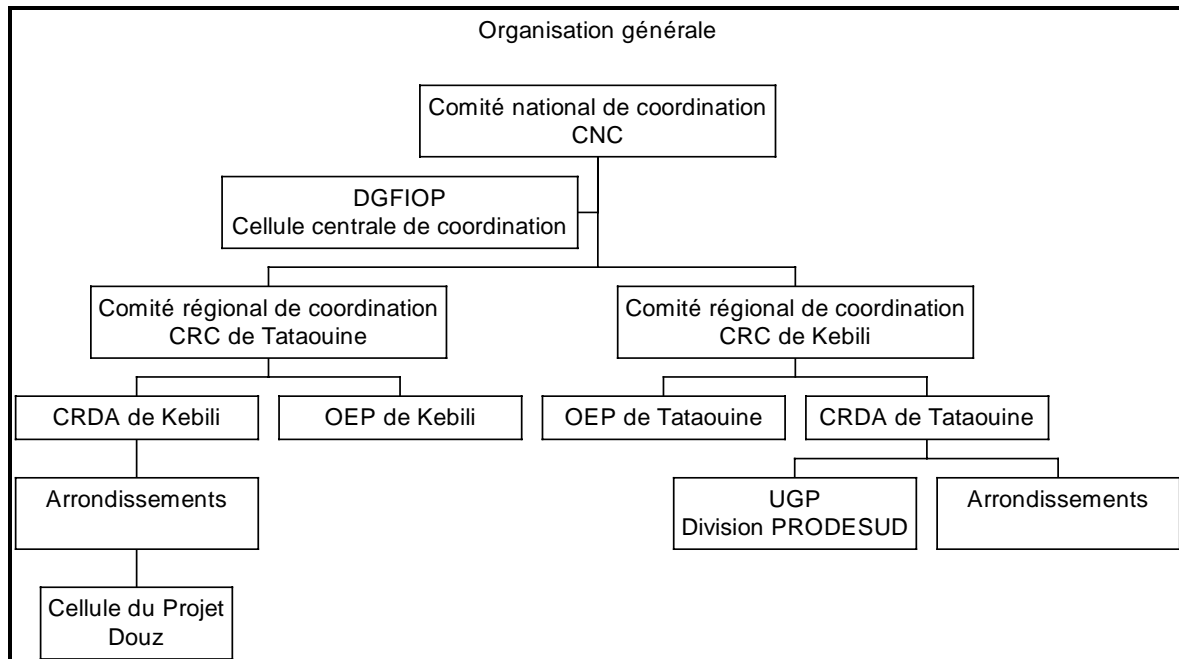 Organisation générale
Comité national de coordination
CNC
DGFIOP
Cellule centrale de coordination
Comité régional de coordination
CRC de Tataouine
Comité régional de coordination
CRC de Kebili
CRDA de Kebili
OEP de Kebili
OEP de Tataouine
CRDA de Tataouine
Arrondissements
UGP
Division PRODESUD
Arrondissements
Cellule du Projet
Douz